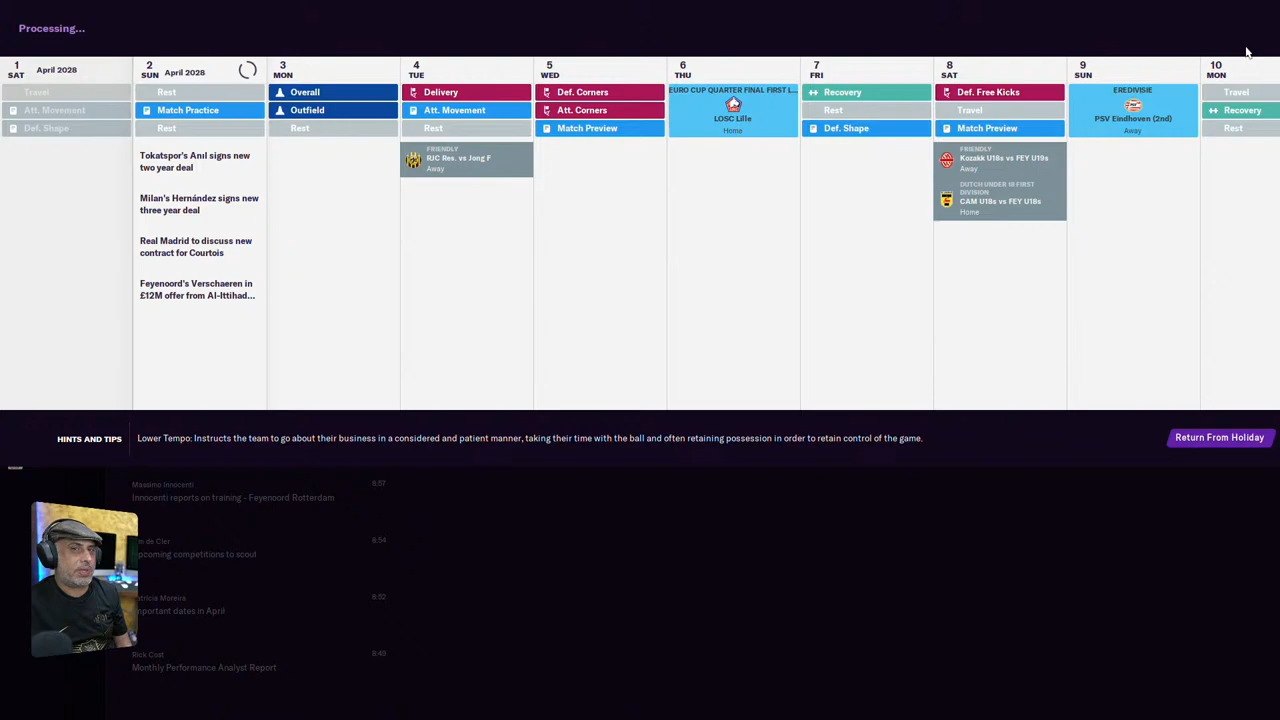 Processing...
1
SAT
April 2028
Travel
Att. Movement
Def. Shape
2
SUN
April 2028
Rest
Match Practice
Rest
Tokatspor's Anıl signs new
two year deal
Milan's Hernández signs new
three year deal
Real Madrid to discuss new
contract for Courtois
Feyenoord's Verschaeren in
£12M offer from Al-Ittihad...
3
MON
Overall
Outfield
Rest
4
TUE
Delivery
Att. Movement
Rest
FRIENDLY
RJC Res. vs Jong F
Away
5
WED
Def. Corners
Att. Corners
Match Preview
6
THU
EURO CUP QUARTER FINAL FIRST L...
LOSC Lille
Home
7
FRI
Recovery
Rest
Def. Shape
8
SAT
Def. Free Kicks
Travel
Match Preview
FRIENDLY
Kozakk U18s vs FEY U19s
Away
DUTCH UNDER 18 FIRST
DIVISION
CAM U18s vs FEY U18s
Home
9
SUN
EREDIVISIE
PSV Eindhoven (2nd)
Away
10
MON
Travel
Recovery
Rest
HINTS AND TIPS
Lower Tempo: Instructs the team to go about their business in a considered and patient manner, taking their time with the ball and often retaining possession in order to retain control of the game.
Return From Holiday
Massimo Innocenti
8:57
Innocenti reports on training - Feyenoord Rotterdam
de Cler
8:54
pcoming competitions to scout
atricia Moreira
8:52
mportant dates in April
Rick Cost
8:49
Monthly Performance Analyst Report